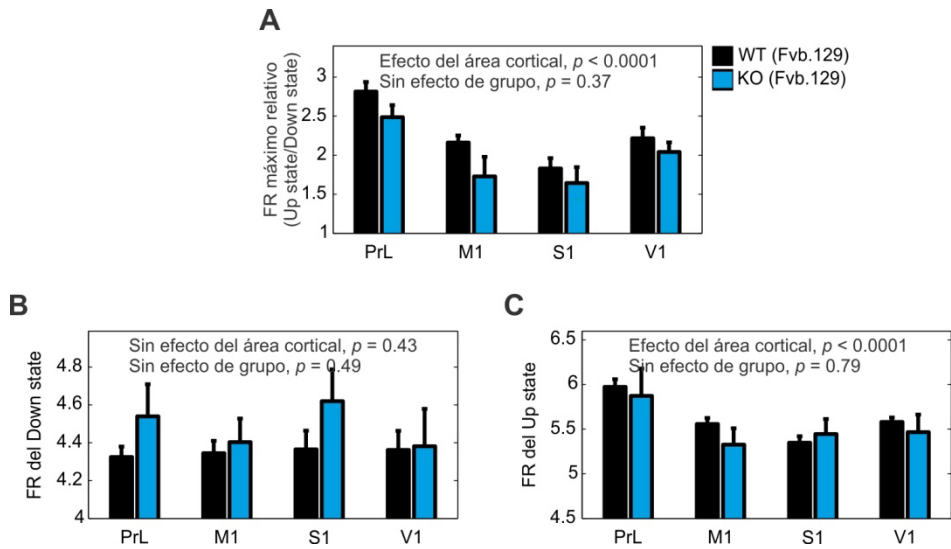 A
Efecto del área cortical, p < 0.0001
Sin efecto de grupo, p = 0.37
WT (Fvb.129)
KO (Fvb.129)
FR máximo relativo
(Up state/Down state)
3
2.5
2
1.5
1
PrL M1 S1 V1
B
Sin efecto del área cortical, p = 0.43
Sin efecto de grupo, p = 0.49
FR del Down state
4.8
4.6
4.4
4.2
4
PrL M1 S1 V1
C
Efecto del área cortical, p < 0.0001
Sin efecto de grupo, p = 0.79
FR del Up state
6.5
6
5.5
5
4.5
PrL M1 S1 V1